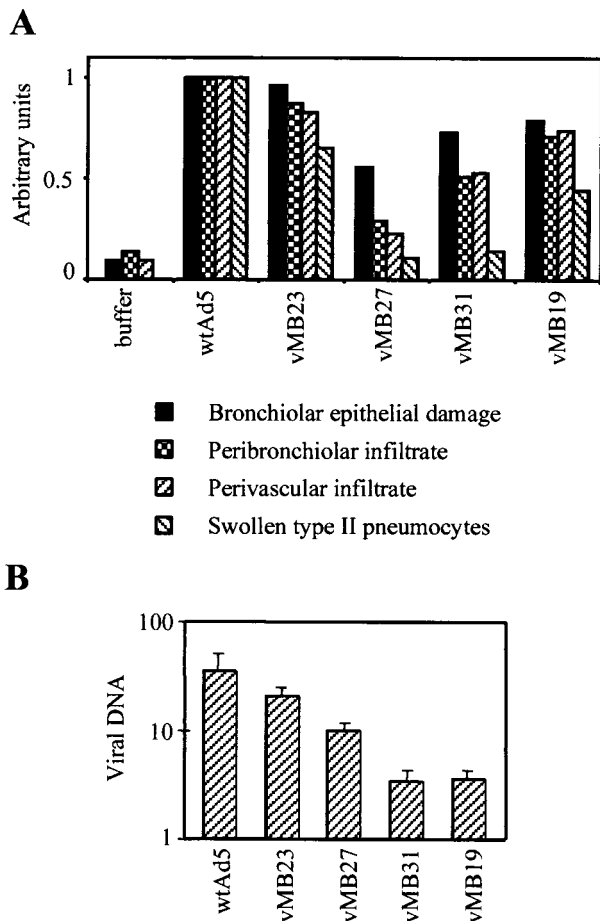 A
Arbitrary units
1
0.5
0
buffer
wtAd5
vMB23
vMB27
vMB31
vMB19
Bronchiolar epithelial damage
Peribronchiolar infiltrate
Perivascular infiltrate
Swollen type II pneumocytes
B
Viral DNA
100
10
1
wtAd5
vMB23
vMB27
vMB31
vMB19